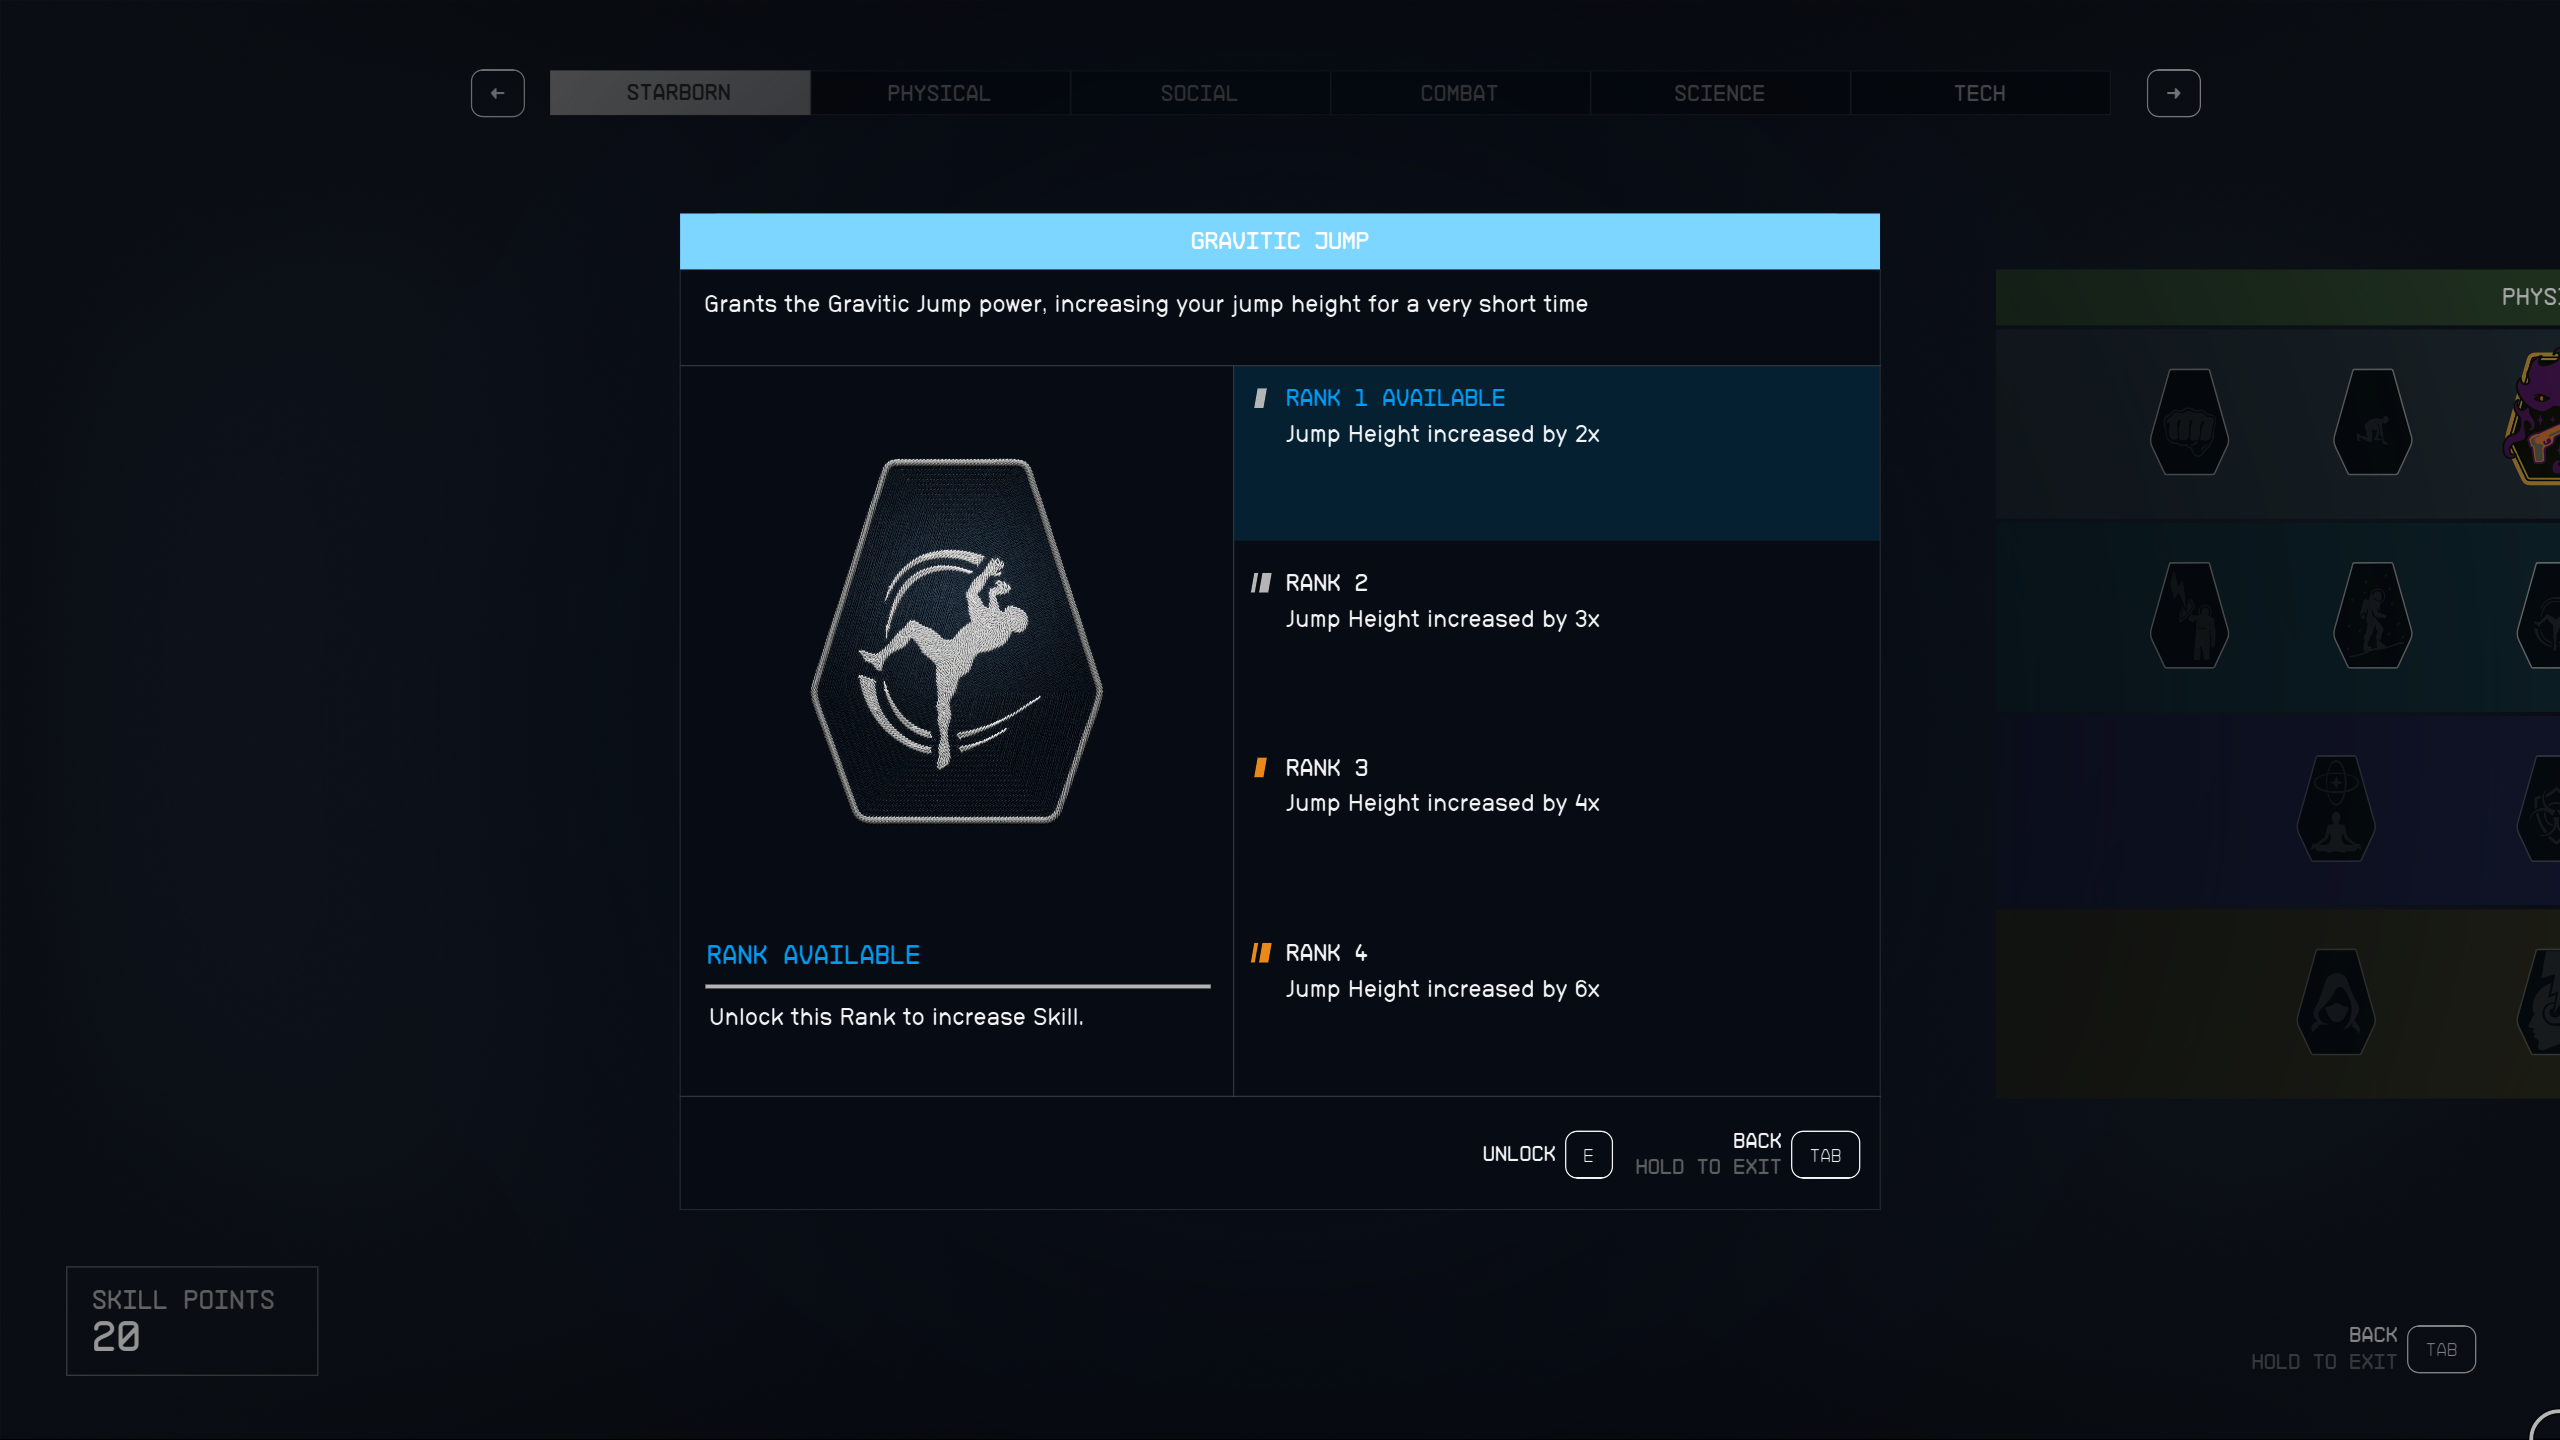 STARBORN
PHYSICAL
SOCIAL
COMBAT
SCIENCE
TECH
GRAVITIC JUMP
Grants the Gravitic Jump power, increasing your jump height for a very short time
RANK 1 AVAILABLE
Jump Height increased by 2x
RANK 2
Jump Height increased by 3x
RANK 3
Jump Height increased by 4x
RANK 4
Jump Height increased by 6x
RANK AVAILABLE
Unlock this Rank to increase Skill.
UNLOCK E
BACK
HOLD TO EXIT
TAB
PHYSI
SKILL POINTS
20
BACK
HOLD TO EXIT
TAB